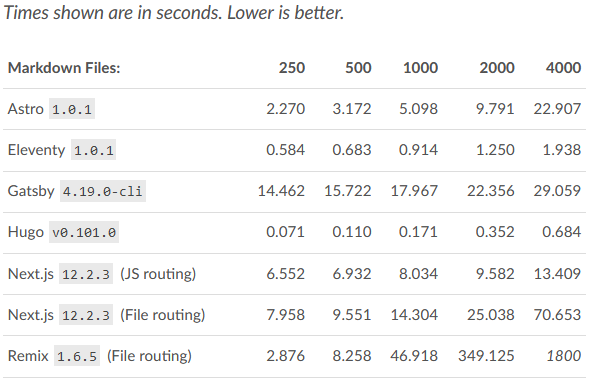 Times shown are in seconds. Lower is better.
Markdown Files: 250 500 1000 2000 4000
Astro 1.0.1 2.270 3.172 5.098 9.791 22.907
Eleventy 1.0.1 0.584 0.683 0.914 1.250 1.938
Gatsby 4.19.0-cli 14.462 15.722 17.967 22.356 29.059
Hugo v0.101.0 0.071 0.110 0.171 0.352 0.684
Next.js 12.2.3 (JS routing) 6.552 6.932 8.034 9.582 13.409
Next.js 12.2.3 (File routing) 7.958 9.551 14.304 25.038 70.653
Remix 1.6.5 (File routing) 2.876 8.258 46.918 349.125 1800